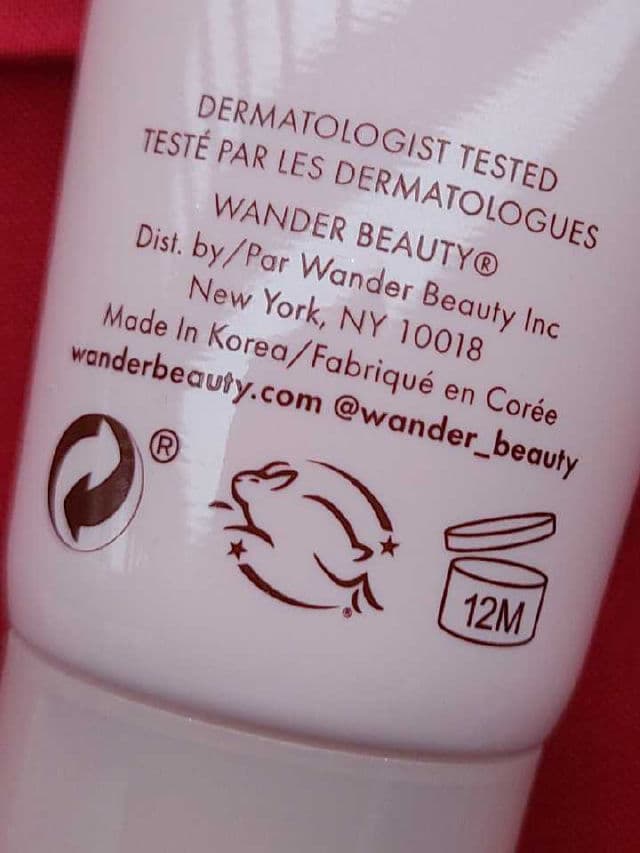 DERMATOLOGIST TESTED
TESTÉ PAR LES DERMATOLOGUES
WANDER BEAUTY®
Dist. by/Par Wander Beauty Inc
New York, NY 10018
Made In Korea/Fabriqué en Corée
wanderbeauty.com @wander_beauty
®
®
12M